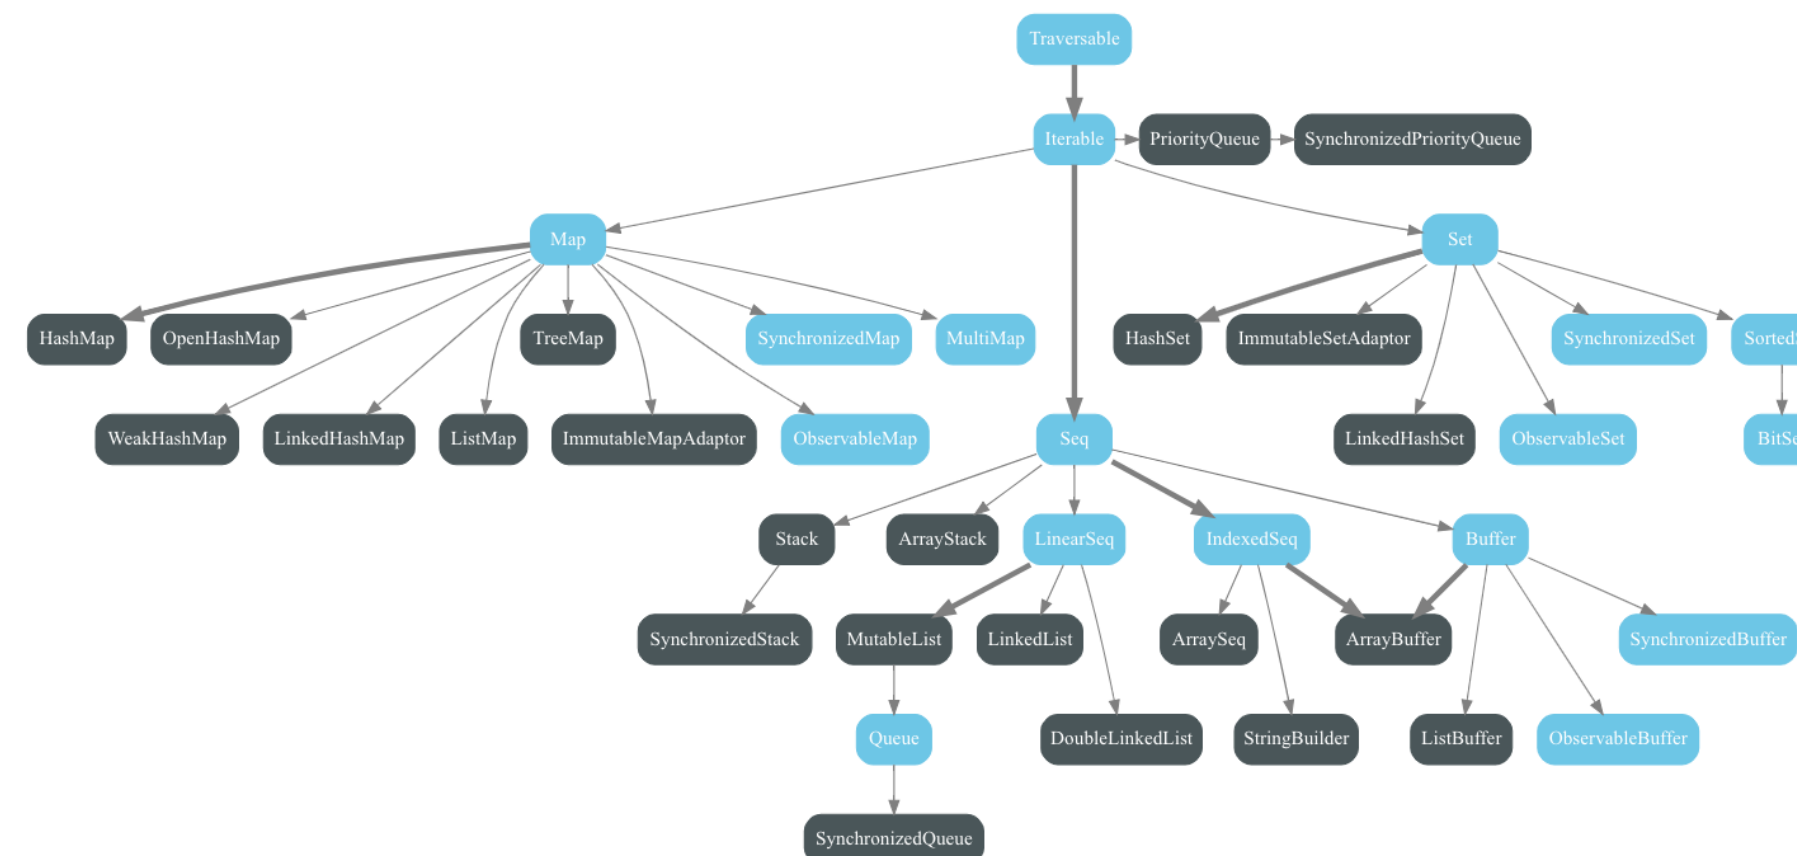 Traversable
Iterable
PriorityQueue
SynchronizedPriorityQueue
Map
Set
HashMap
OpenHashMap
TreeMap
SynchronizedMap
MultiMap
HashSet
ImmutableSetAdaptor
SynchronizedSet
SortedS
WeakHashMap
LinkedHashMap
ListMap
ImmutableMapAdaptor
ObservableMap
Seq
LinkedHashSet
ObservableSet
BitSe
Stack
ArrayStack
LinearSeq
IndexedSeq
Buffer
SynchronizedStack
MutableList
LinkedList
ArraySeq
ArrayBuffer
SynchronizedBuffer
Queue
DoubleLinkedList
StringBuilder
ListBuffer
ObservableBuffer
SynchronizedQueue